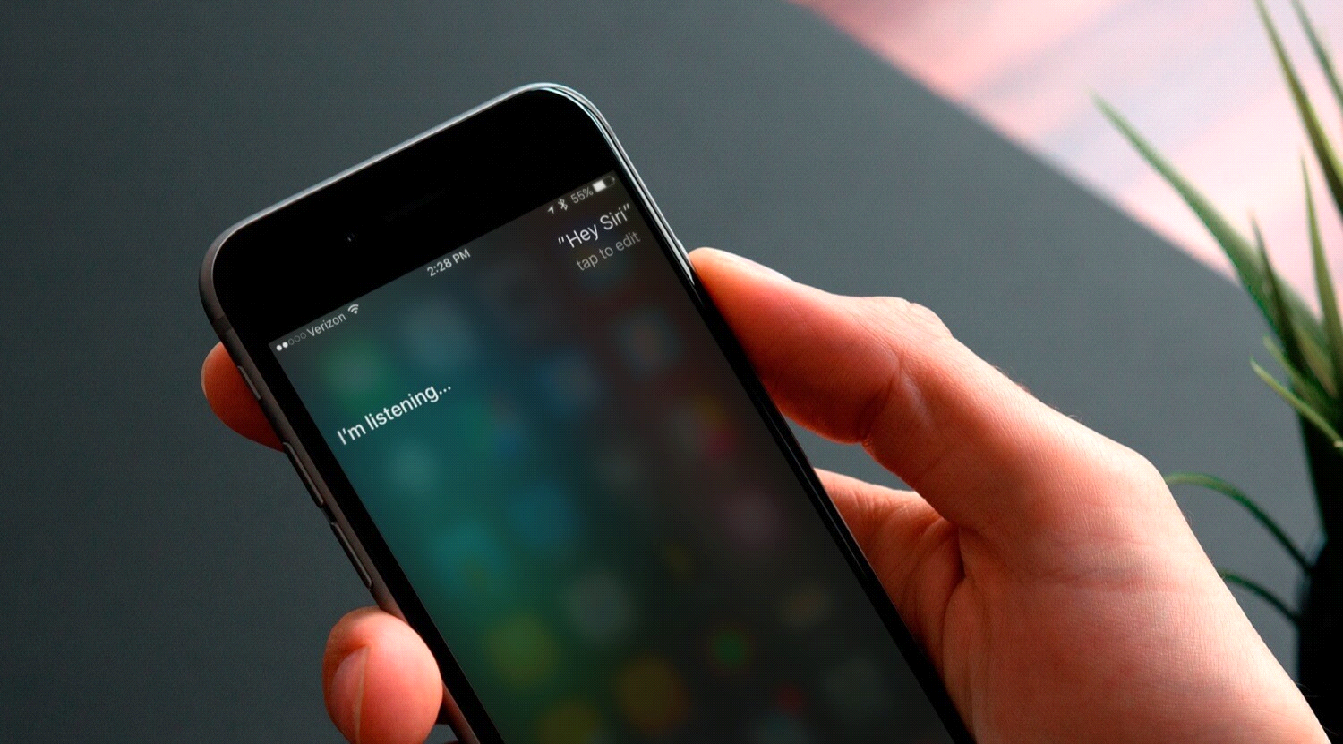 ●●○○○ Verizon 2:28 PM 55%
"Hey Siri"
tap to edit
I'm listening...